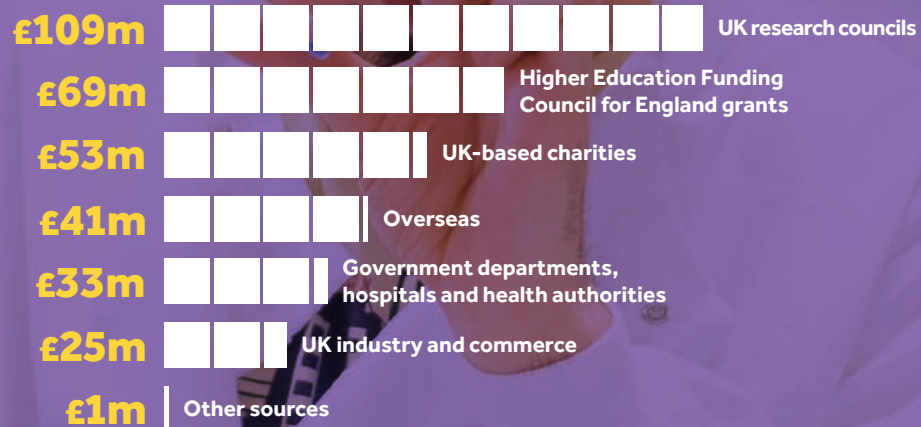 £109m UK research councils
£69m Higher Education Funding
Council for England grants
£53m UK-based charities
£41m Overseas
£33m Government departments,
hospitals and health authorities
£25m UK industry and commerce
£1m Other sources